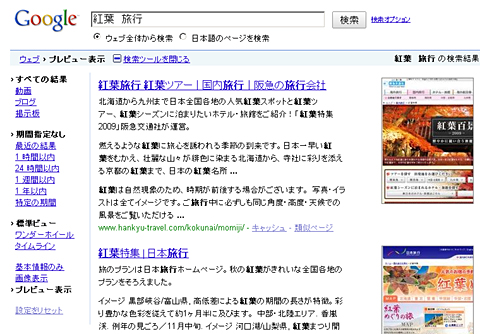 Google
紅葉 旅行
検索
検索オプション
ウェブ全体から検索 日本語のページを検索
ウェブ › プレビュー表示 検索ツールを閉じる
紅葉 旅行 の検索結果
› すべての結果
動画
ブログ
掲示板
› 期間指定なし
最近の結果
1 時間以内
24 時間以内
1 週間以内
1 年以内
特定の期間
› 標準ビュー
ワンダーホイール
タイムライン
基本情報のみ
画像表示
› プレビュー表示
設定をリセット
紅葉旅行 紅葉ツアー | 国内旅行 | 阪急の旅行会社
北海道から九州まで日本全国各地の人気紅葉スポットと紅葉ツ
アー、紅葉シーズンに泊まりたいホテル・旅館をご紹介！「紅葉特集
2009」阪急交通社が運営。
燃えるような紅葉に旅心を誘われる季節の到来です。日本一早い紅
葉をむかえ、壮麗な山々が錦色に染まる北海道から、寺社に彩りを添え
る京都の紅葉まで、日本の紅葉名所 ...
紅葉は自然現象のため、時期が前後する場合がございます。 写真・イラ
ストは全てイメージです。ご旅行中に必ずしも同じ角度・高度・天候での
風景をご覧いただける ...
www.hankyu-travel.com/kokunai/momiji/ - キャッシュ - 類似ページ
紅葉特集 | 日本旅行
旅のプランは日本旅行ホームページ。秋の紅葉がきれいな全国各地の
プランをそろえました。
イメージ 黒部峡谷/富山県, 高低差による紅葉の期間の長さが特徴。彩
り豊かな色彩を従えて約1ヶ月半に及びます。 中部・北陸エリア. 香嵐
渓. 例年の見ごろ／11月中旬. イメージ 河口湖/山梨県, 紅葉まつり開
紅葉百景